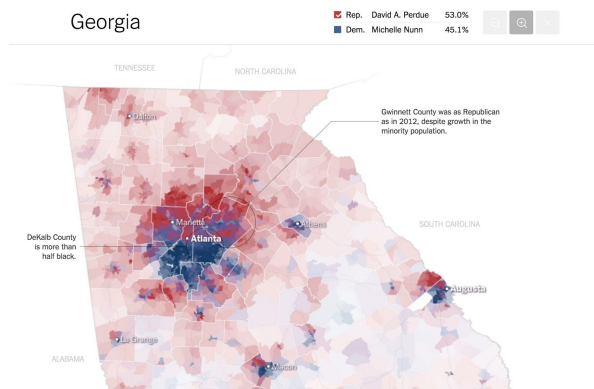 Georgia
Rep. David A. Perdue 53.0%
Dem. Michelle Nunn 45.1%
TENNESSEE
NORTH CAROLINA
Dalton
Gwinnett County was as Republican
as in 2012, despite growth in the
minority population.
Marietta
Athens
SOUTH CAROLINA
DeKalb County
is more than
half black.
Atlanta
Augusta
La Grange
ALABAMA
Macon